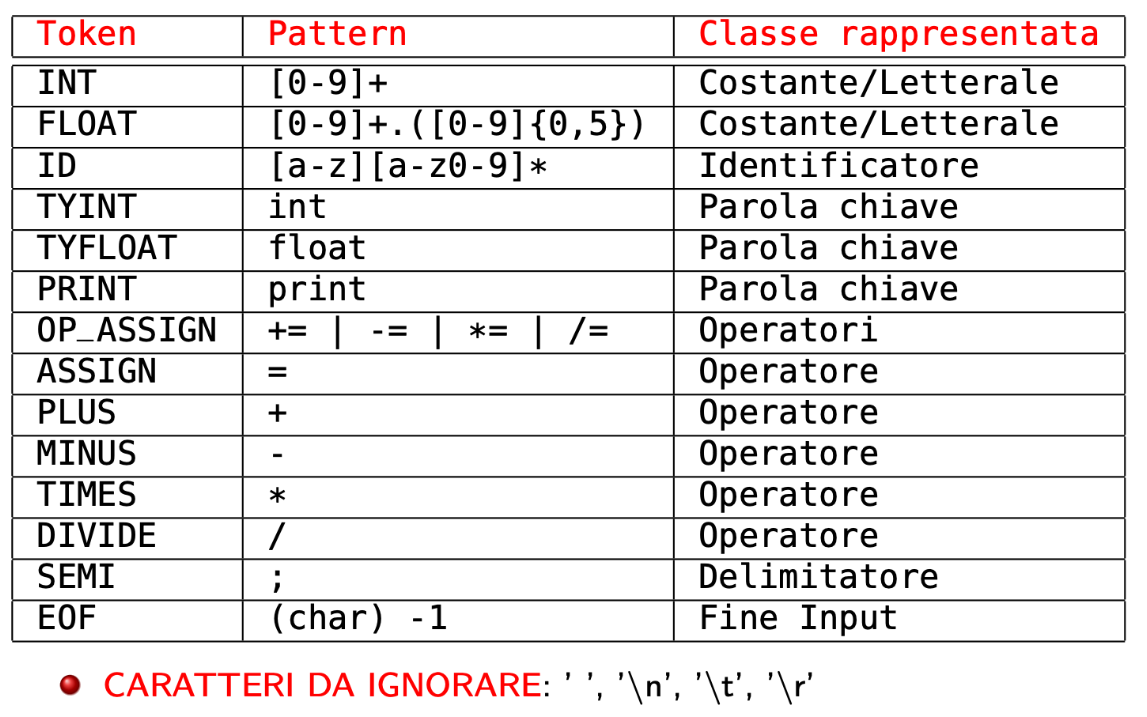 Token Pattern Classe rappresentata
INT [0-9]+ Costante/Letterale
FLOAT [0-9]+.([0-9]{0,5}) Costante/Letterale
ID [a-z][a-z0-9]* Identificatore
TYINT int Parola chiave
TYFLOAT float Parola chiave
PRINT print Parola chiave
OP_ASSIGN += | -= | *= | /= Operatori
ASSIGN = Operatore
PLUS + Operatore
MINUS - Operatore
TIMES * Operatore
DIVIDE / Operatore
SEMI ; Delimitatore
EOF (char) -1 Fine Input
CARATTERI DA IGNORARE: ' ', '\n', '\t', '\r'